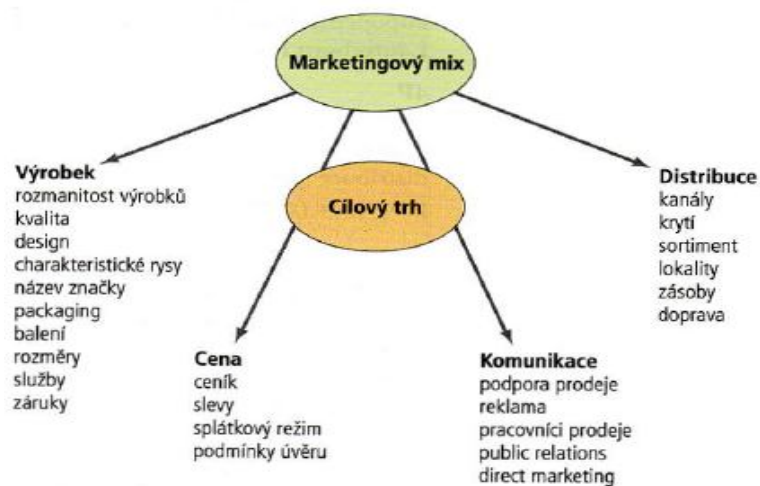 Marketingový mix
Cílový trh
Výrobek
rozmanitost výrobků
kvalita
design
charakteristické rysy
název značky
packaging
balení
rozměry
služby
záruky
Cena
ceník
slevy
splátkový režim
podmínky úvěru
Komunikace
podpora prodeje
reklama
pracovníci prodeje
public relations
direct marketing
Distribuce
kanály
krytí
sortiment
lokality
zásoby
doprava